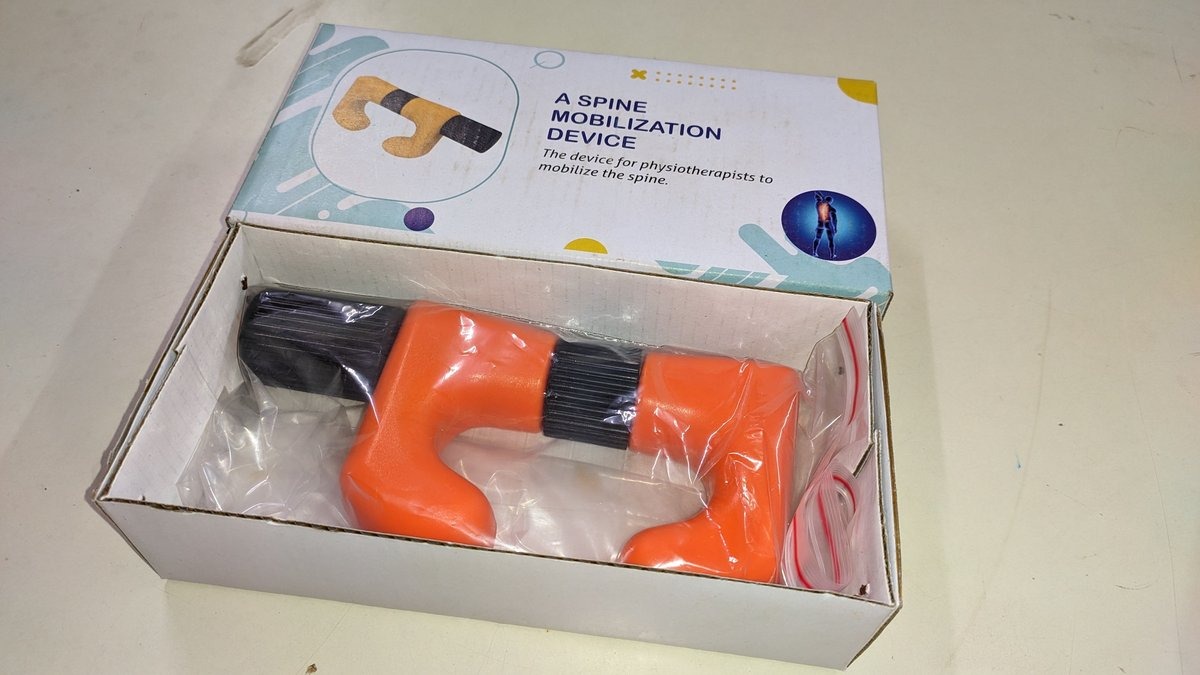 A SPINE
MOBILIZATION
DEVICE
The device for physiotherapists to
mobilize the spine.